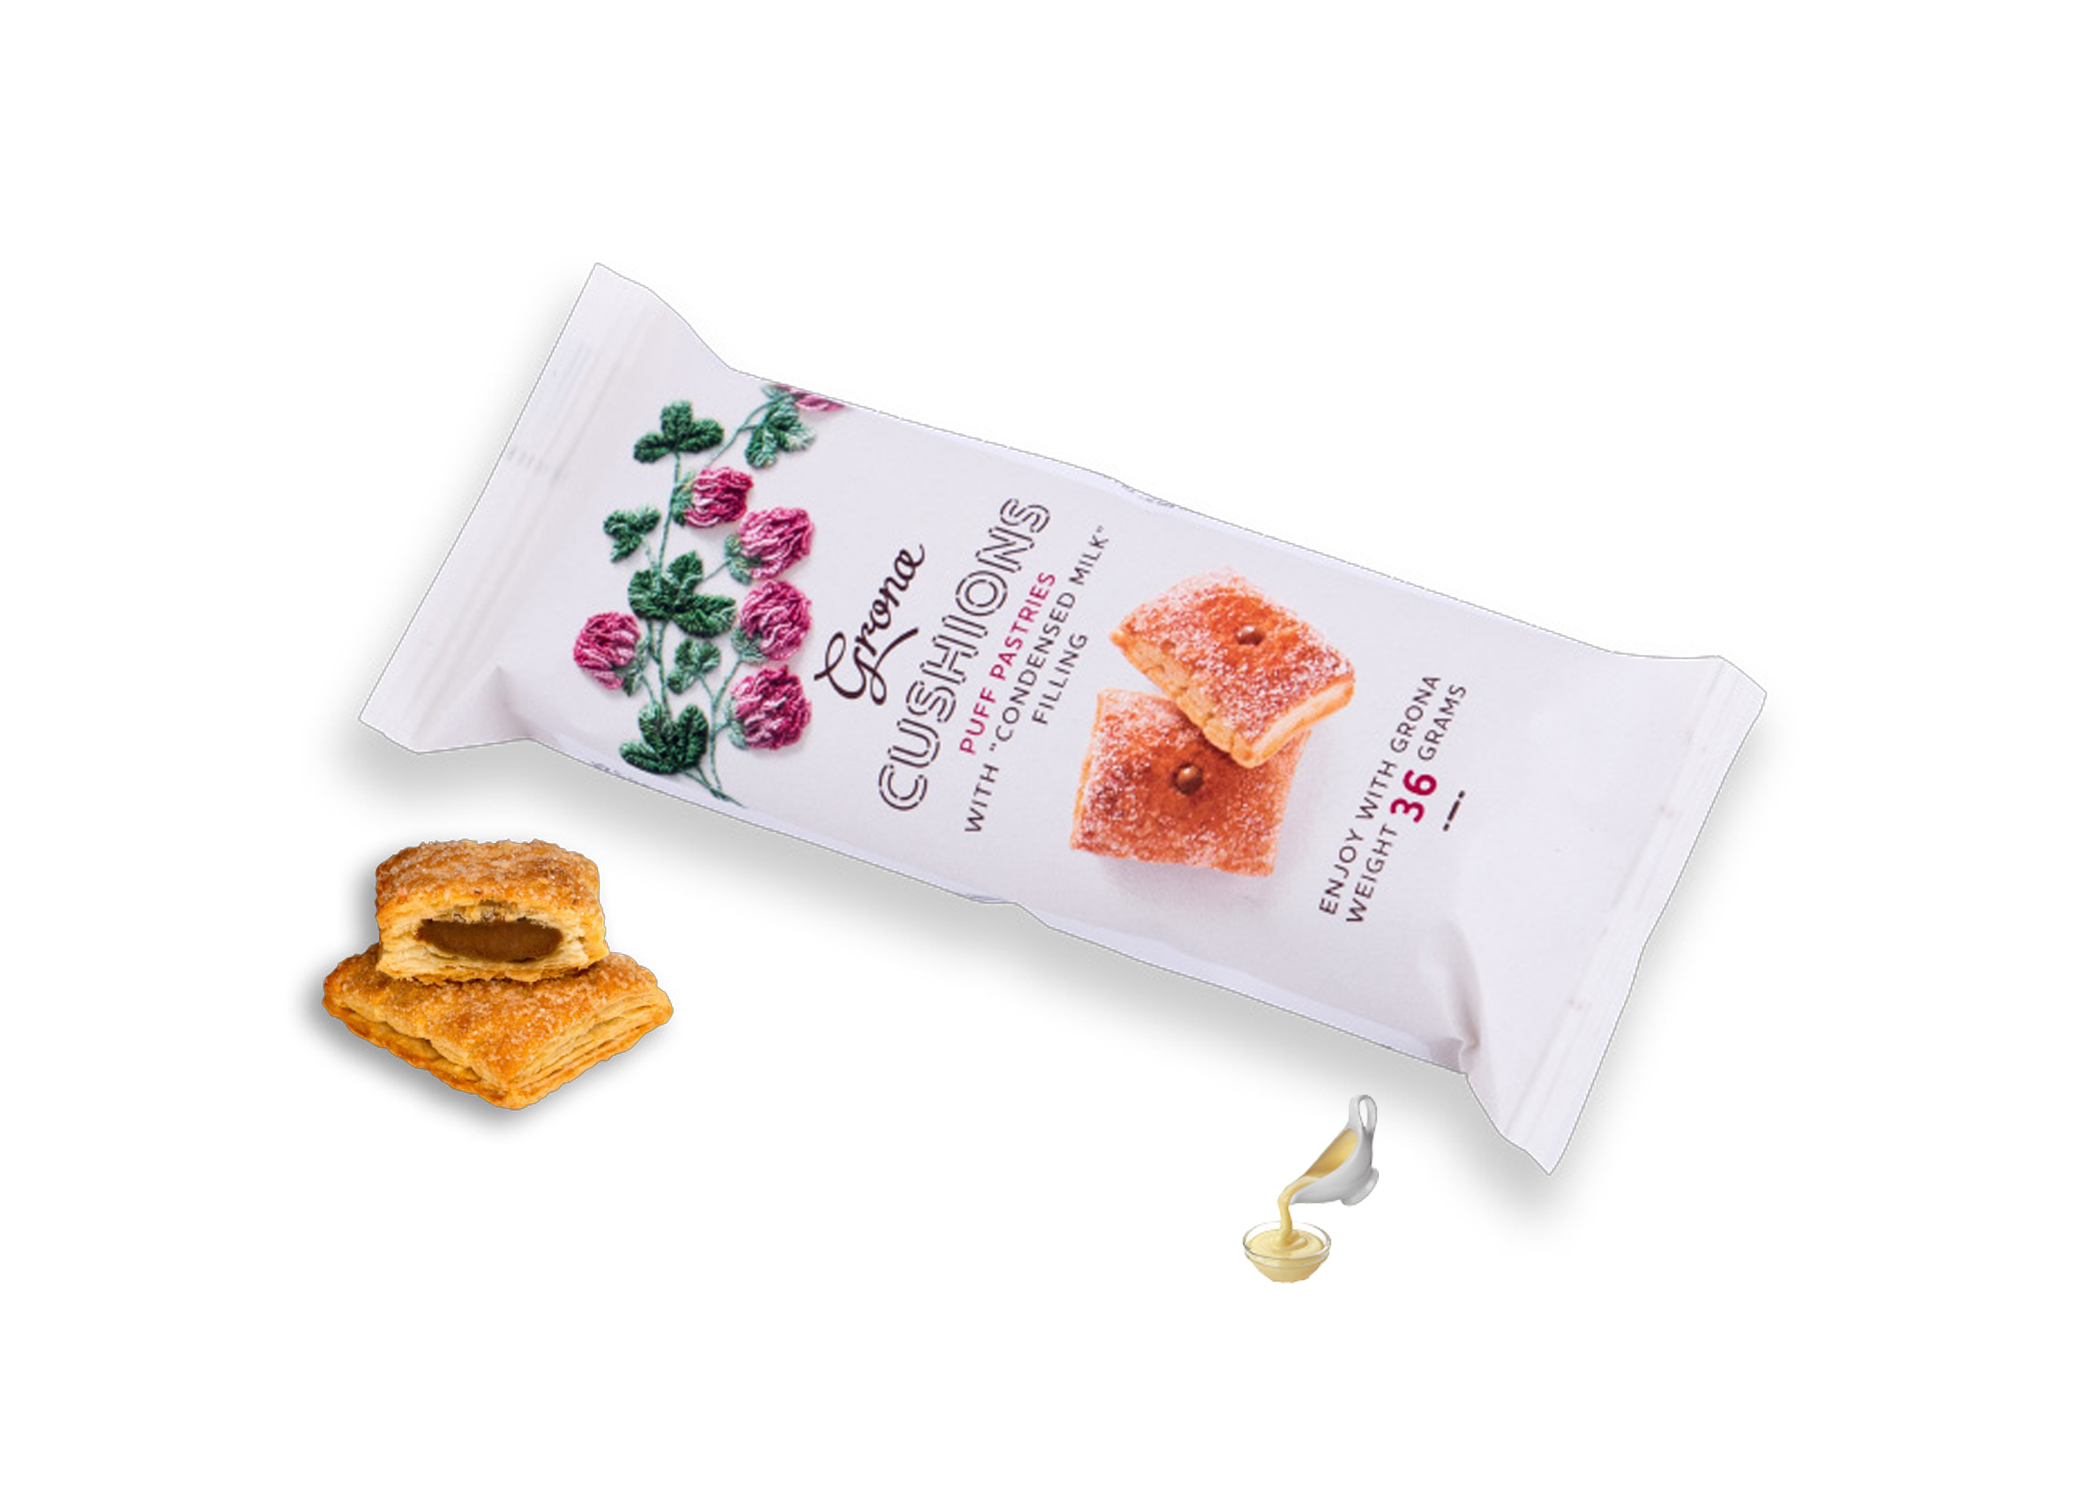 Grona
CUSHIONS
PUFF PASTRIES
WITH "CONDENSED MILK"
FILLING
ENJOY WITH GRONA
WEIGHT 36 GRAMS